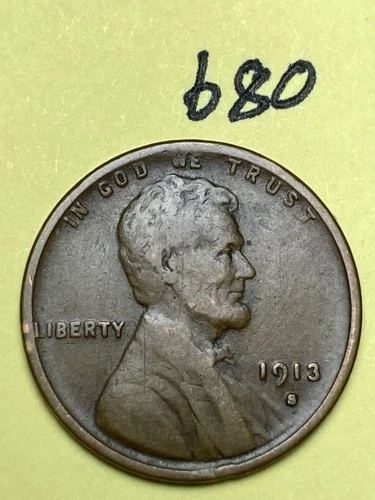 680
IN GOD WE TRUST
LIBERTY
1913
S